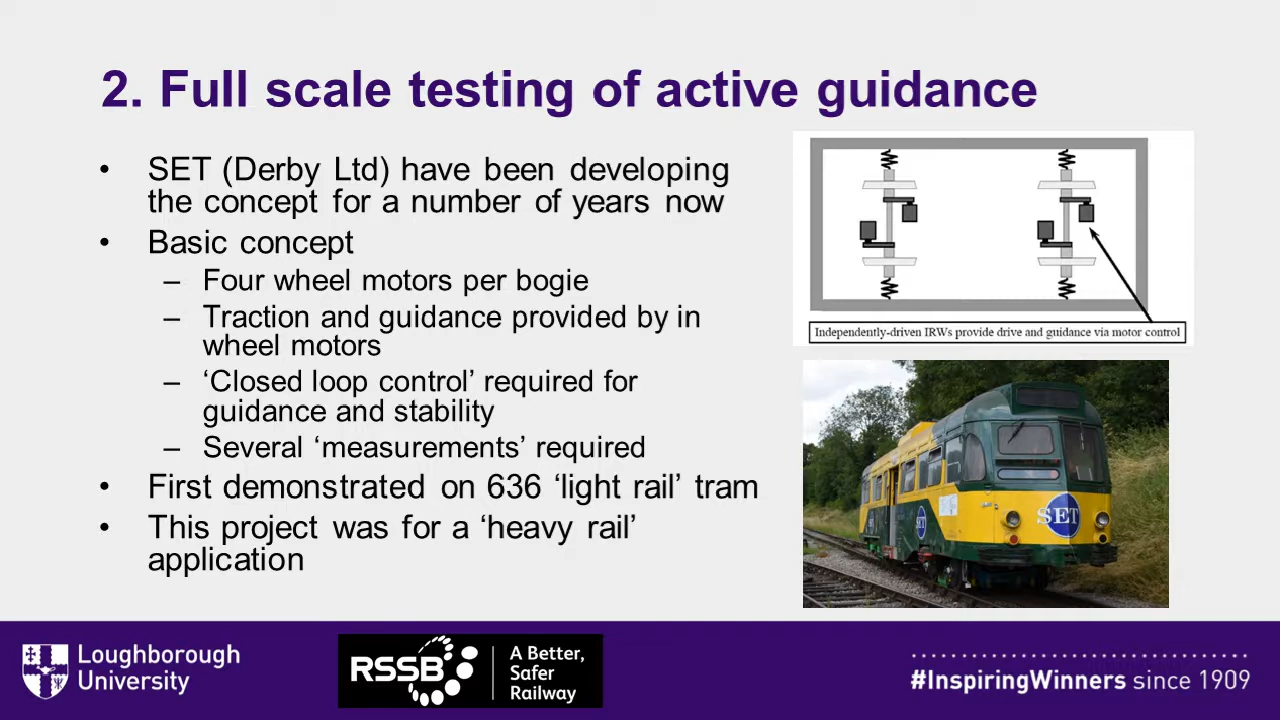 2. Full scale testing of active guidance
• SET (Derby Ltd) have been developing
the concept for a number of years now
• Basic concept
– Four wheel motors per bogie
– Traction and guidance provided by in
wheel motors
– ‘Closed loop control’ required for
guidance and stability
– Several ‘measurements’ required
• First demonstrated on 636 ‘light rail’ tram
• This project was for a ‘heavy rail’
application
Independently-driven IRWs provide drive and guidance via motor control
SET
SET
Loughborough
University
RSSB
A Better,
Safer
Railway
#InspiringWinners since 1909